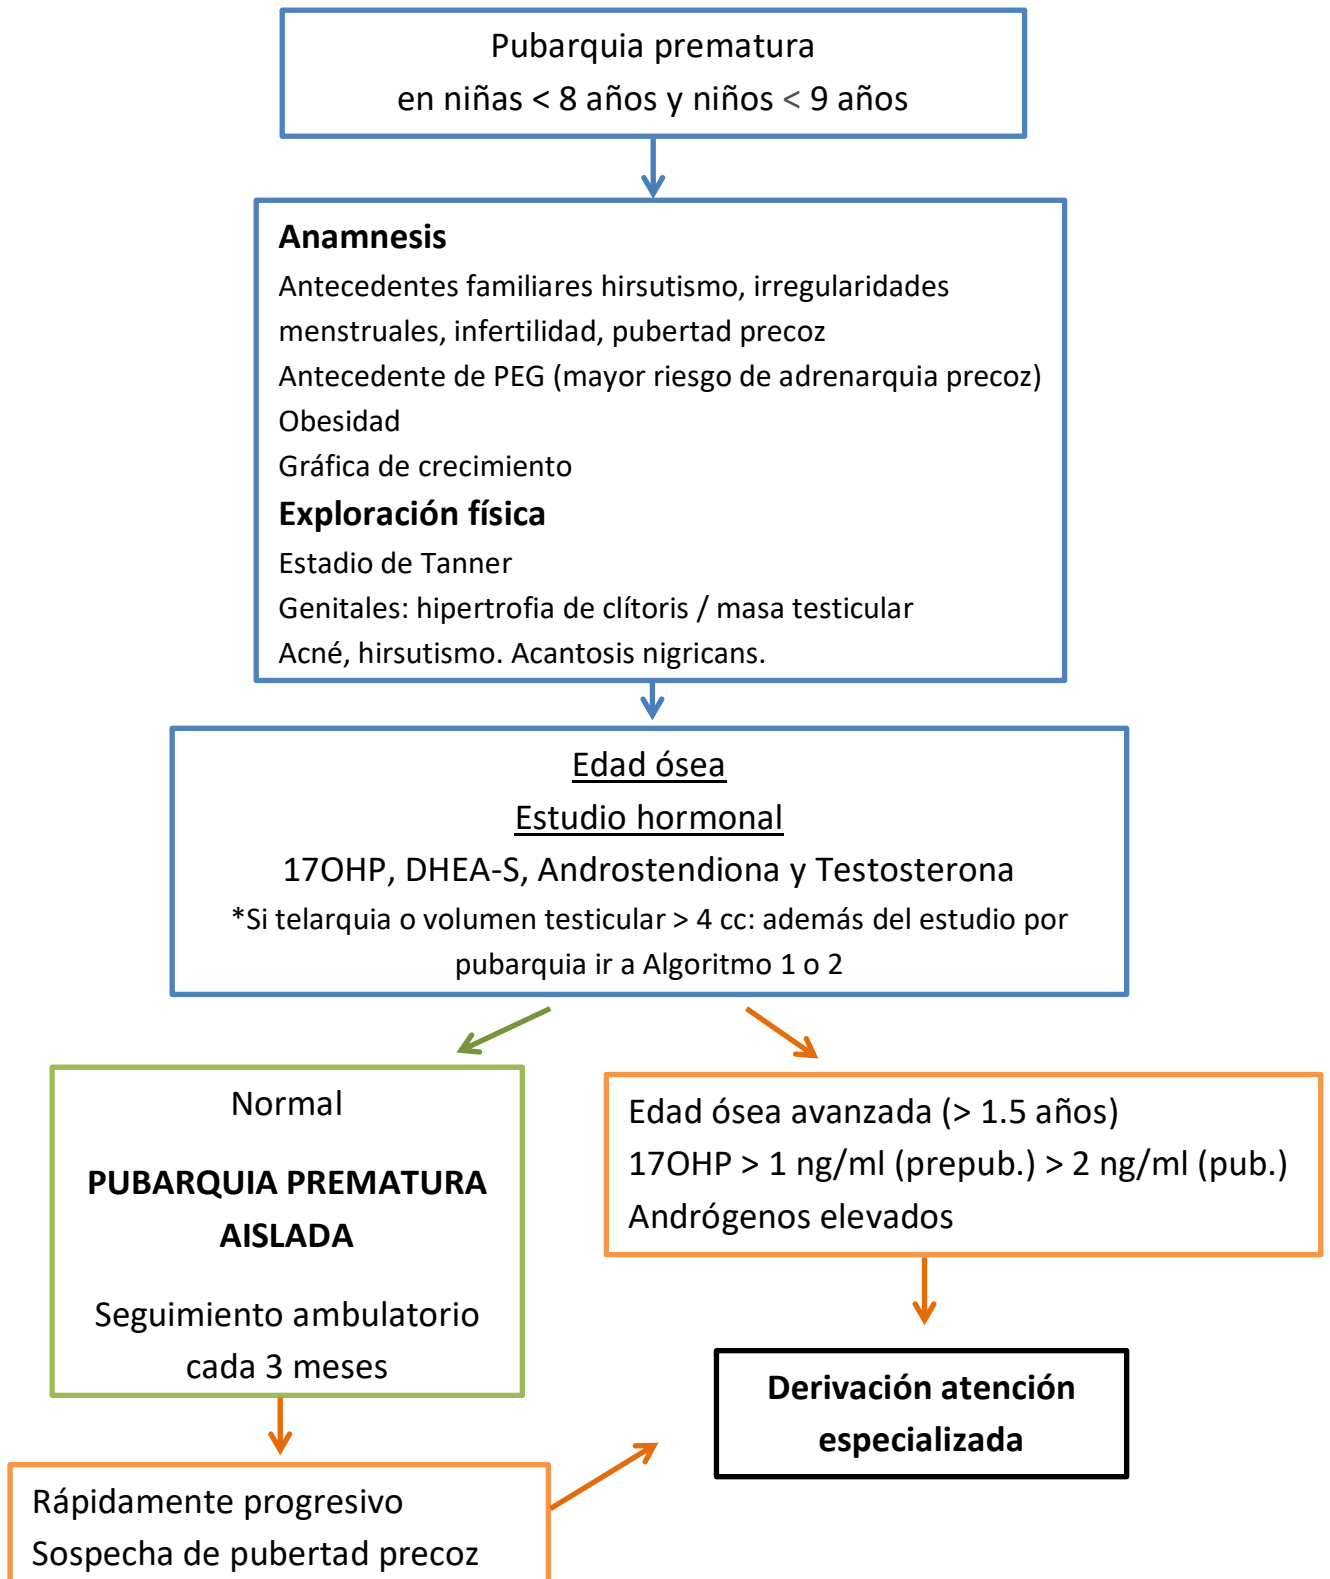 Pubarquia prematura
en niñas < 8 años y niños < 9 años
Anamnesis
Antecedentes familiares hirsutismo, irregularidades
menstruales, infertilidad, pubertad precoz
Antecedente de PEG (mayor riesgo de adrenarquia precoz)
Obesidad
Gráfica de crecimiento
Exploración física
Estadio de Tanner
Genitales: hipertrofia de clítoris / masa testicular
Acné, hirsutismo. Acantosis nigricans.
Edad ósea
Estudio hormonal
17OHP, DHEA-S, Androstendiona y Testosterona
*Si telarquia o volumen testicular > 4 cc: además del estudio por
pubarquia ir a Algoritmo 1 o 2
Normal
PUBARQUIA PREMATURA
AISLADA
Seguimiento ambulatorio
cada 3 meses
Edad ósea avanzada (> 1.5 años)
17OHP > 1 ng/ml (prepub.) > 2 ng/ml (pub.)
Andrógenos elevados
Derivación atención
especializada
Rápidamente progresivo
Sospecha de pubertad precoz